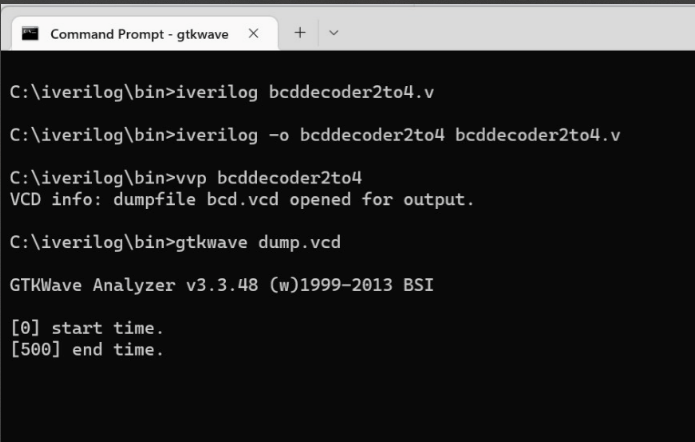 Command Prompt - gtkwave
C:\iverilog\bin>iverilog bcddecoder2to4.v
C:\iverilog\bin>iverilog -o bcddecoder2to4 bcddecoder2to4.v
C:\iverilog\bin>vvp bcddecoder2to4
VCD info: dumpfile bcd.vcd opened for output.
C:\iverilog\bin>gtkwave dump.vcd
GTKWave Analyzer v3.3.48 (w)1999-2013 BSI
[0] start time.
[500] end time.